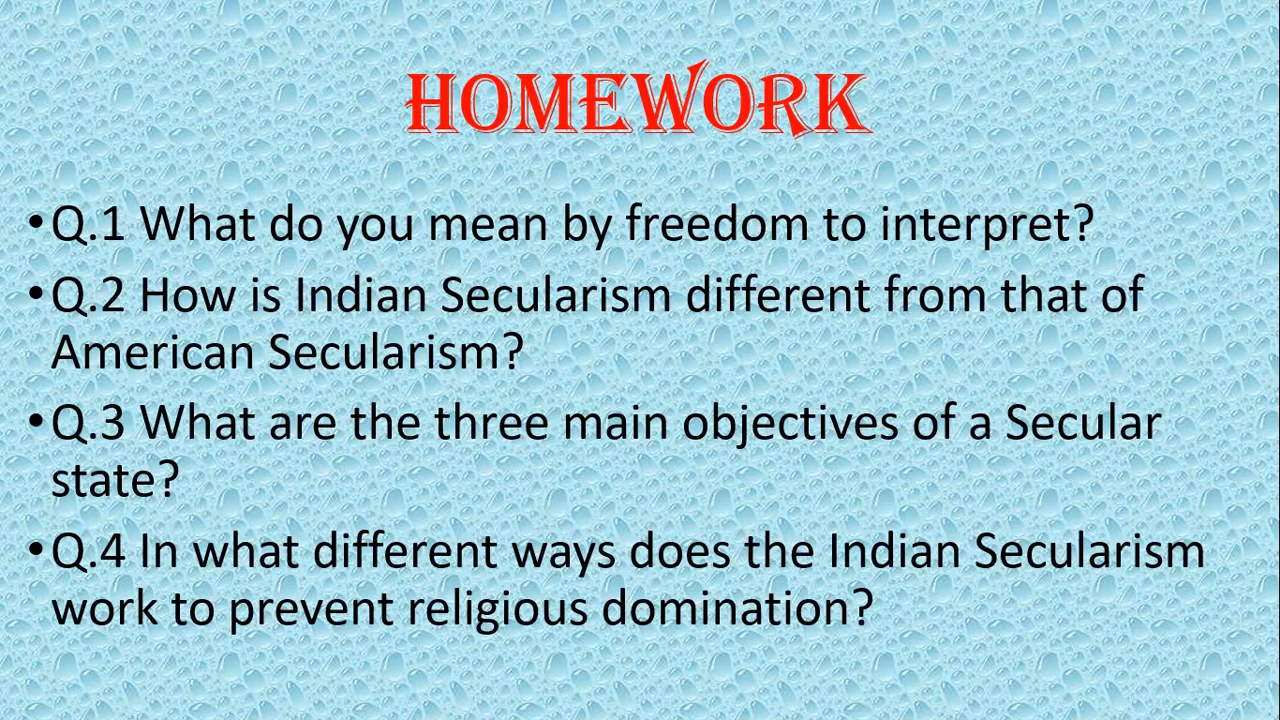 HOMEWORK
•Q.1 What do you mean by freedom to interpret?
•Q.2 How is Indian Secularism different from that of
American Secularism?
•Q.3 What are the three main objectives of a Secular
state?
•Q.4 In what different ways does the Indian Secularism
work to prevent religious domination?